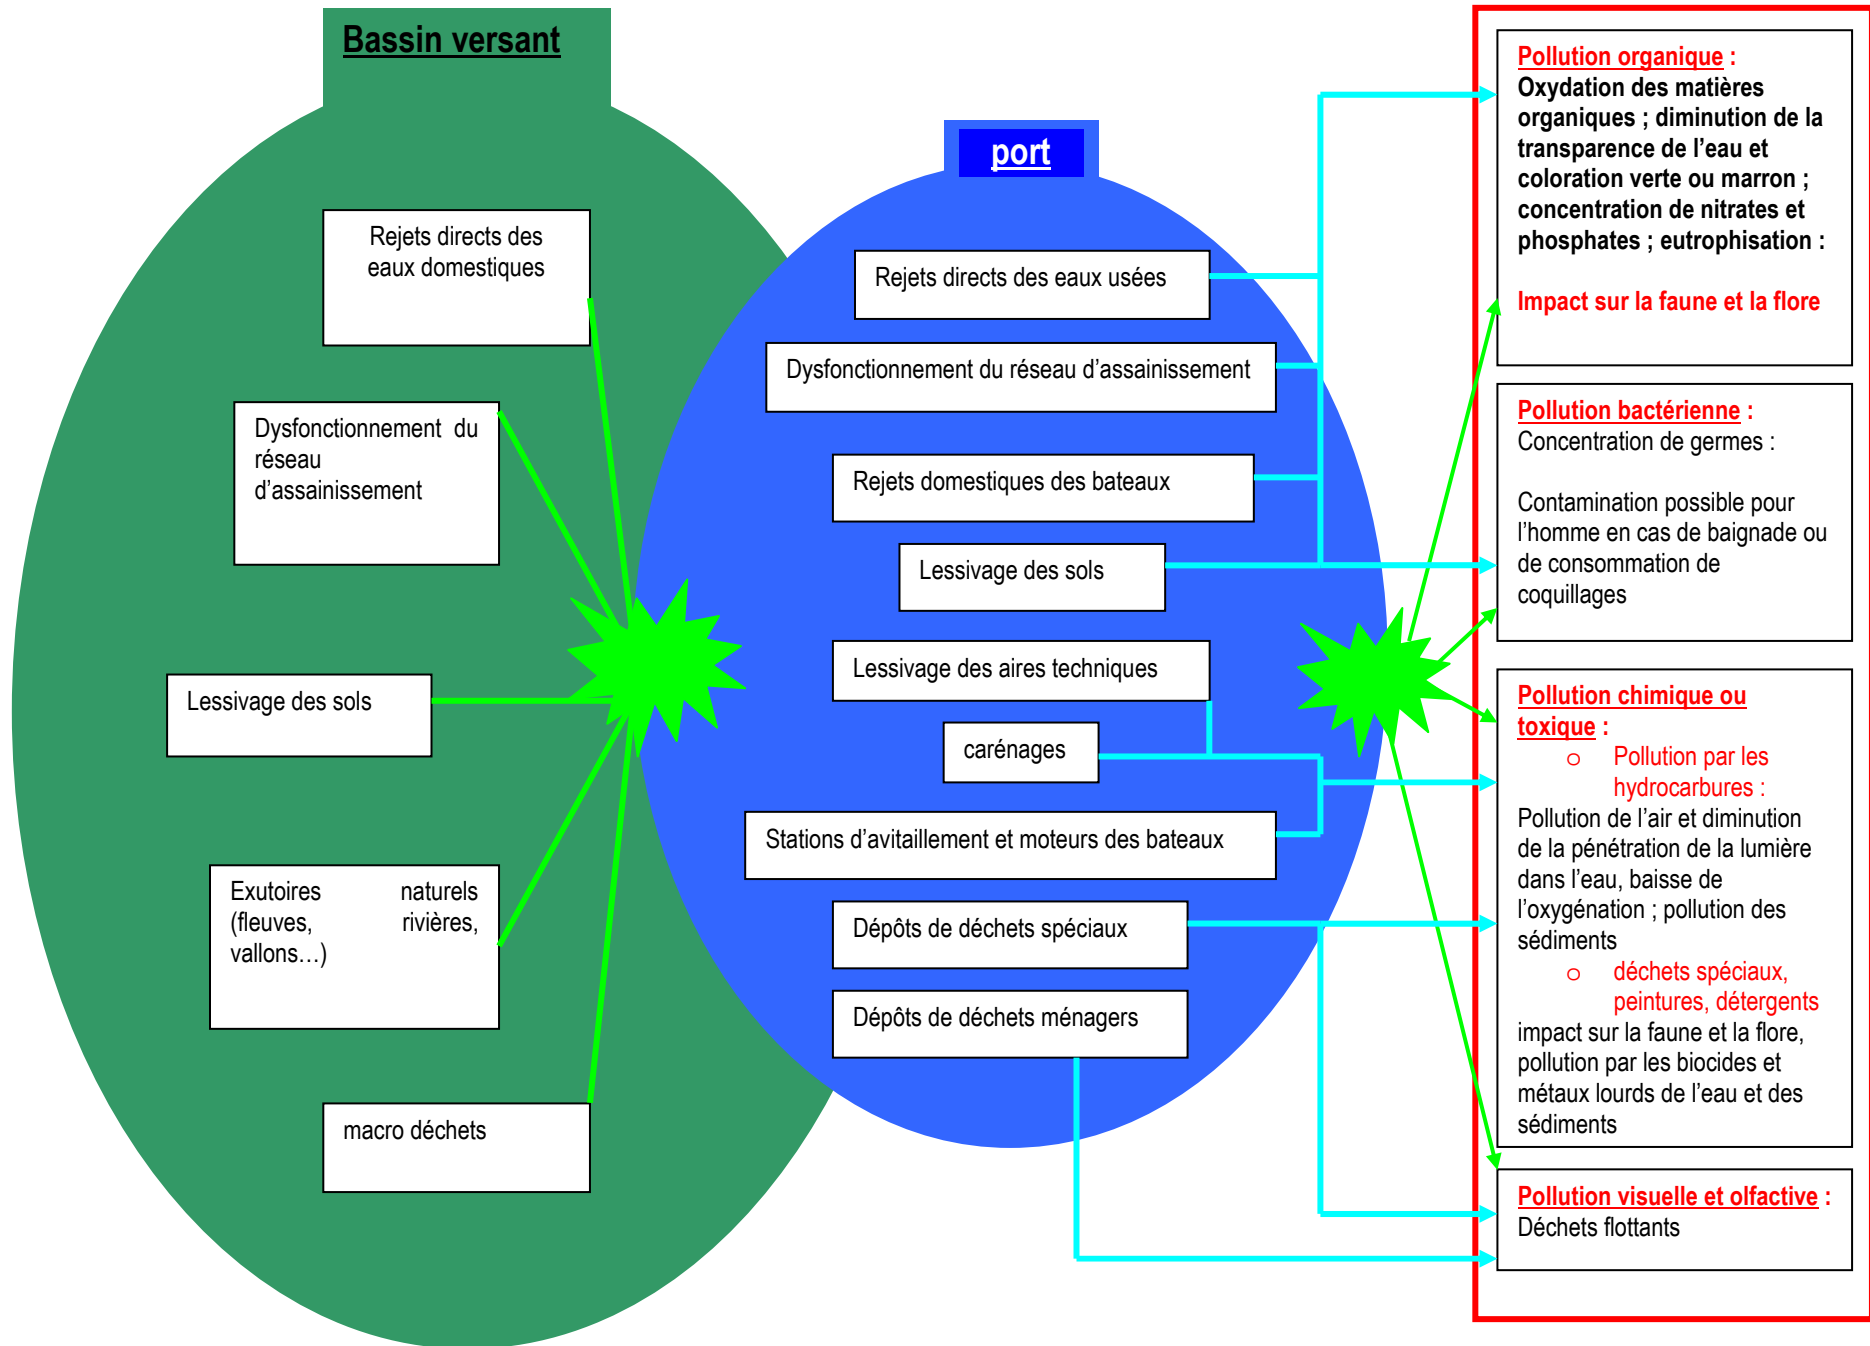 Bassin versant
Rejets directs des
eaux domestiques
Dysfonctionnement du
réseau
d’assainissement
Lessivage des sols
Exutoires naturels
(fleuves, rivières,
vallons…)
macro déchets
port
Rejets directs des eaux usées
Dysfonctionnement du réseau d’assainissement
Rejets domestiques des bateaux
Lessivage des sols
Lessivage des aires techniques
carénages
Stations d’avitaillement et moteurs des bateaux
Dépôts de déchets spéciaux
Dépôts de déchets ménagers
Pollution organique :
Oxydation des matières
organiques ; diminution de la
transparence de l’eau et
coloration verte ou marron ;
concentration de nitrates et
phosphates ; eutrophisation :
Impact sur la faune et la flore
Pollution bactérienne :
Concentration de germes :
Contamination possible pour
l’homme en cas de baignade ou
de consommation de
coquillages
Pollution chimique ou
toxique :
o Pollution par les
hydrocarbures :
Pollution de l’air et diminution
de la pénétration de la lumière
dans l’eau, baisse de
l’oxygénation ; pollution des
sédiments
o déchets spéciaux,
peintures, détergents
impact sur la faune et la flore,
pollution par les biocides et
métaux lourds de l’eau et des
sédiments
Pollution visuelle et olfactive :
Déchets flottants